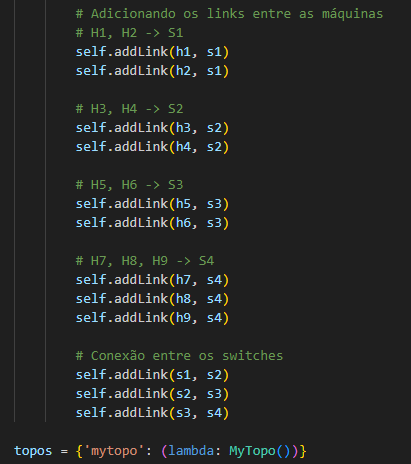 # Adicionando os links entre as máquinas
# H1, H2 -> S1
self.addLink(h1, s1)
self.addLink(h2, s1)
# H3, H4 -> S2
self.addLink(h3, s2)
self.addLink(h4, s2)
# H5, H6 -> S3
self.addLink(h5, s3)
self.addLink(h6, s3)
# H7, H8, H9 -> S4
self.addLink(h7, s4)
self.addLink(h8, s4)
self.addLink(h9, s4)
# Conexão entre os switches
self.addLink(s1, s2)
self.addLink(s2, s3)
self.addLink(s3, s4)
topos = {'mytopo': (lambda: MyTopo())}